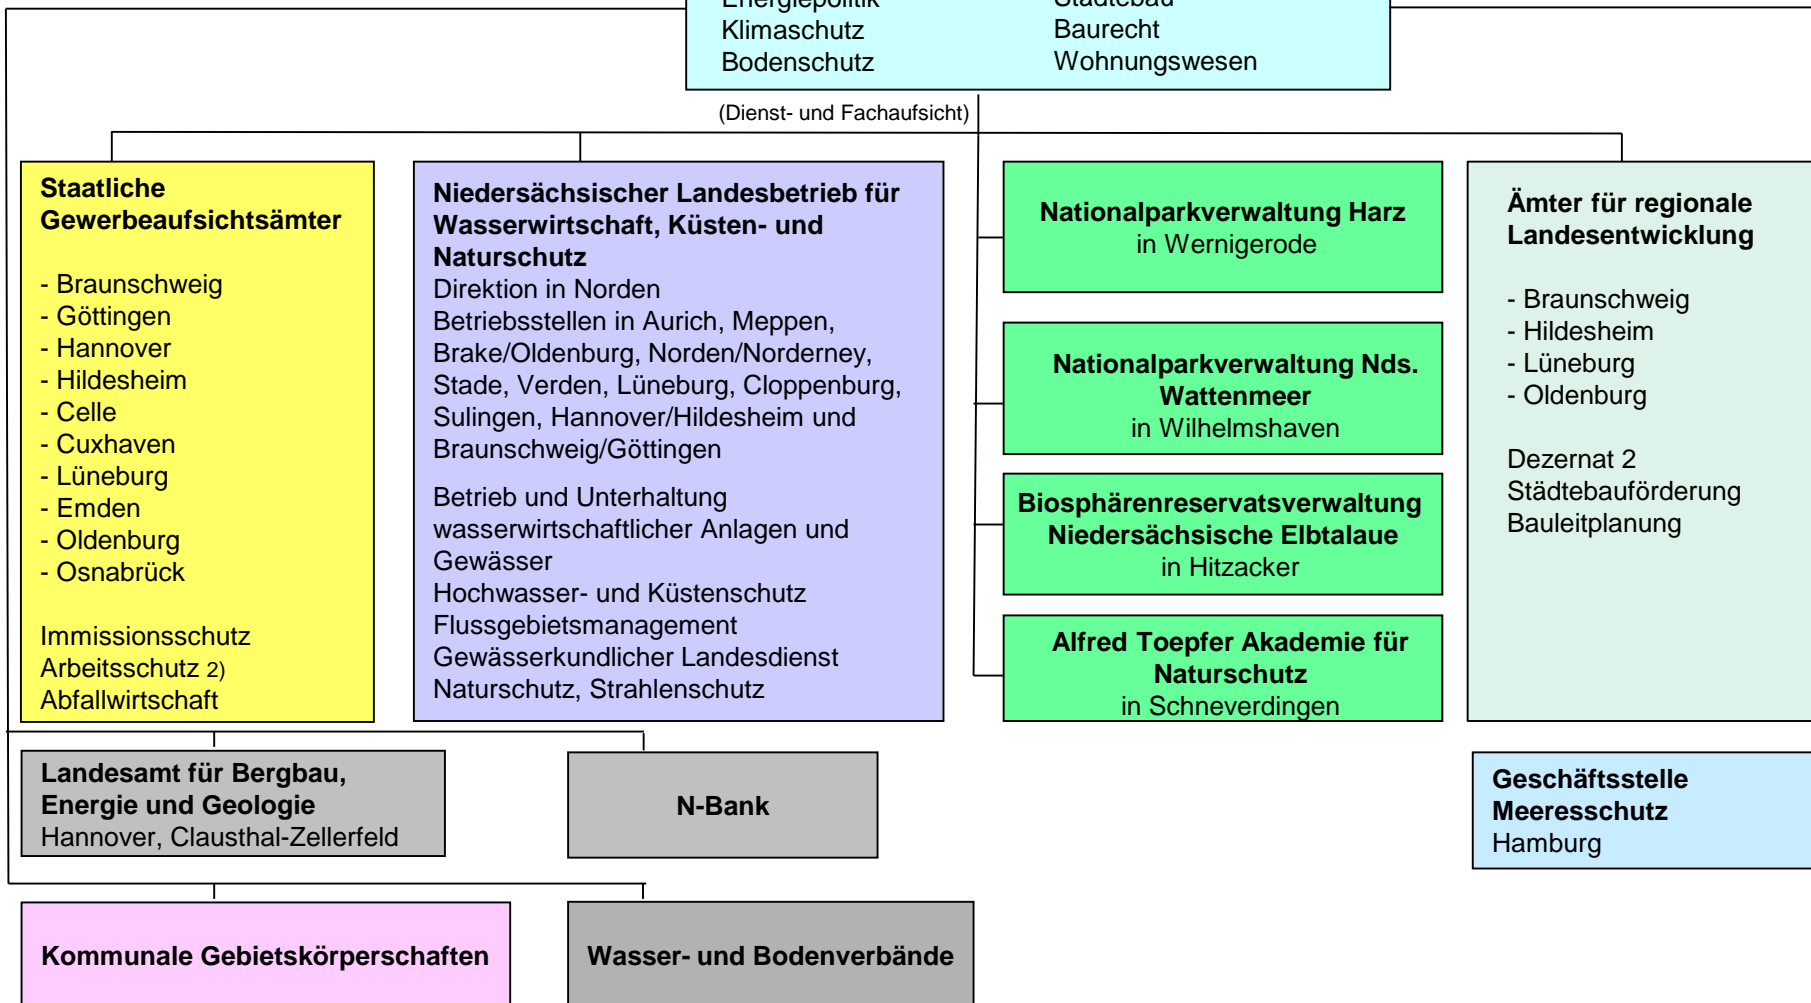 Energiepolitik
Klimaschutz
Bodenschutz
Städtebau
Baurecht
Wohnungswesen
(Dienst- und Fachaufsicht)
Staatliche
Gewerbeaufsichtsämter
- Braunschweig
- Göttingen
- Hannover
- Hildesheim
- Celle
- Cuxhaven
- Lüneburg
- Emden
- Oldenburg
- Osnabrück
Immissionsschutz
Arbeitsschutz 2)
Abfallwirtschaft
Niedersächsischer Landesbetrieb für
Wasserwirtschaft, Küsten- und
Naturschutz
Direktion in Norden
Betriebsstellen in Aurich, Meppen,
Brake/Oldenburg, Norden/Norderney,
Stade, Verden, Lüneburg, Cloppenburg,
Sulingen, Hannover/Hildesheim und
Braunschweig/Göttingen
Betrieb und Unterhaltung
wasserwirtschaftlicher Anlagen und
Gewässer
Hochwasser- und Küstenschutz
Flussgebietsmanagement
Gewässerkundlicher Landesdienst
Naturschutz, Strahlenschutz
Nationalparkverwaltung Harz
in Wernigerode
Nationalparkverwaltung Nds.
Wattenmeer
in Wilhelmshaven
Biosphärenreservatsverwaltung
Niedersächsische Elbtalaue
in Hitzacker
Alfred Toepfer Akademie für
Naturschutz
in Schneverdingen
Ämter für regionale
Landesentwicklung
- Braunschweig
- Hildesheim
- Lüneburg
- Oldenburg
Dezernat 2
Städtebauförderung
Bauleitplanung
Landesamt für Bergbau,
Energie und Geologie
Hannover, Clausthal-Zellerfeld
N-Bank
Geschäftsstelle
Meeresschutz
Hamburg
Kommunale Gebietskörperschaften
Wasser- und Bodenverbände